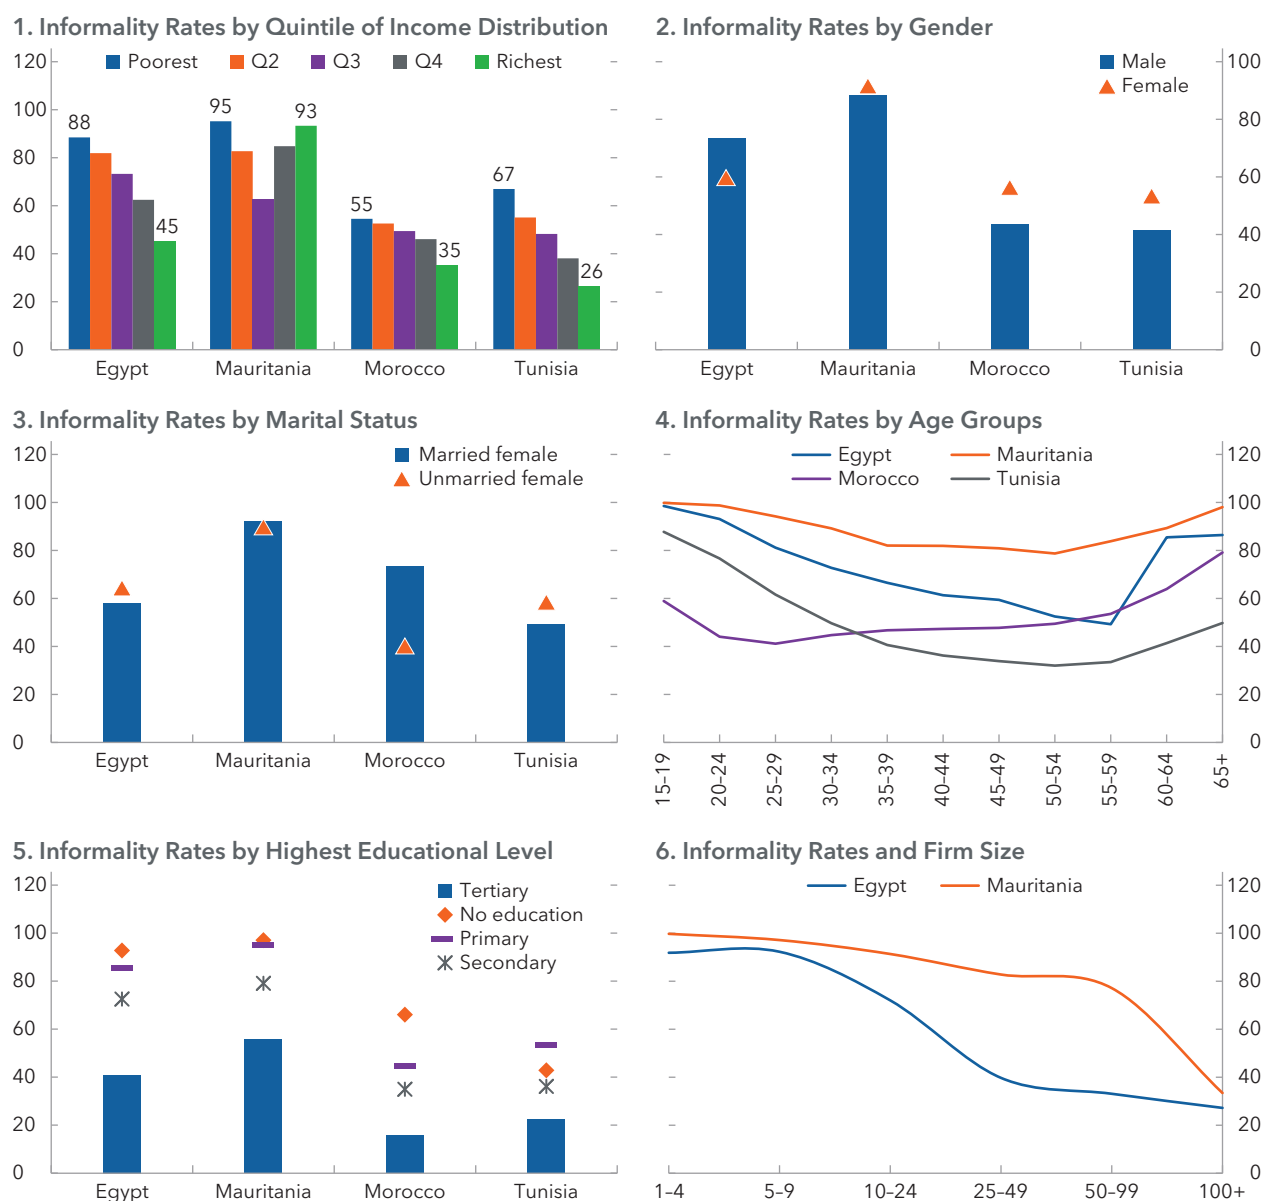 1. Informality Rates by Quintile of Income Distribution
120
100
80
60
40
20
0
Poorest
Q2
Q3
Q4
Richest
88
45
95
93
55
35
67
26
Egypt
Mauritania
Morocco
Tunisia
2. Informality Rates by Gender
Male
Female
100
80
60
40
20
0
Egypt
Mauritania
Morocco
Tunisia
3. Informality Rates by Marital Status
120
100
80
60
40
20
0
Married female
Unmarried female
Egypt
Mauritania
Morocco
Tunisia
4. Informality Rates by Age Groups
Egypt
Mauritania
Morocco
Tunisia
120
100
80
60
40
20
0
15–19
20–24
25–29
30–34
35–39
40–44
45–49
50–54
55–59
60–64
65+
5. Informality Rates by Highest Educational Level
120
100
80
60
40
20
0
Tertiary
No education
Primary
Secondary
Egypt
Mauritania
Morocco
Tunisia
6. Informality Rates and Firm Size
Egypt
Mauritania
120
100
80
60
40
20
0
1–4
5–9
10–24
25–49
50–99
100+